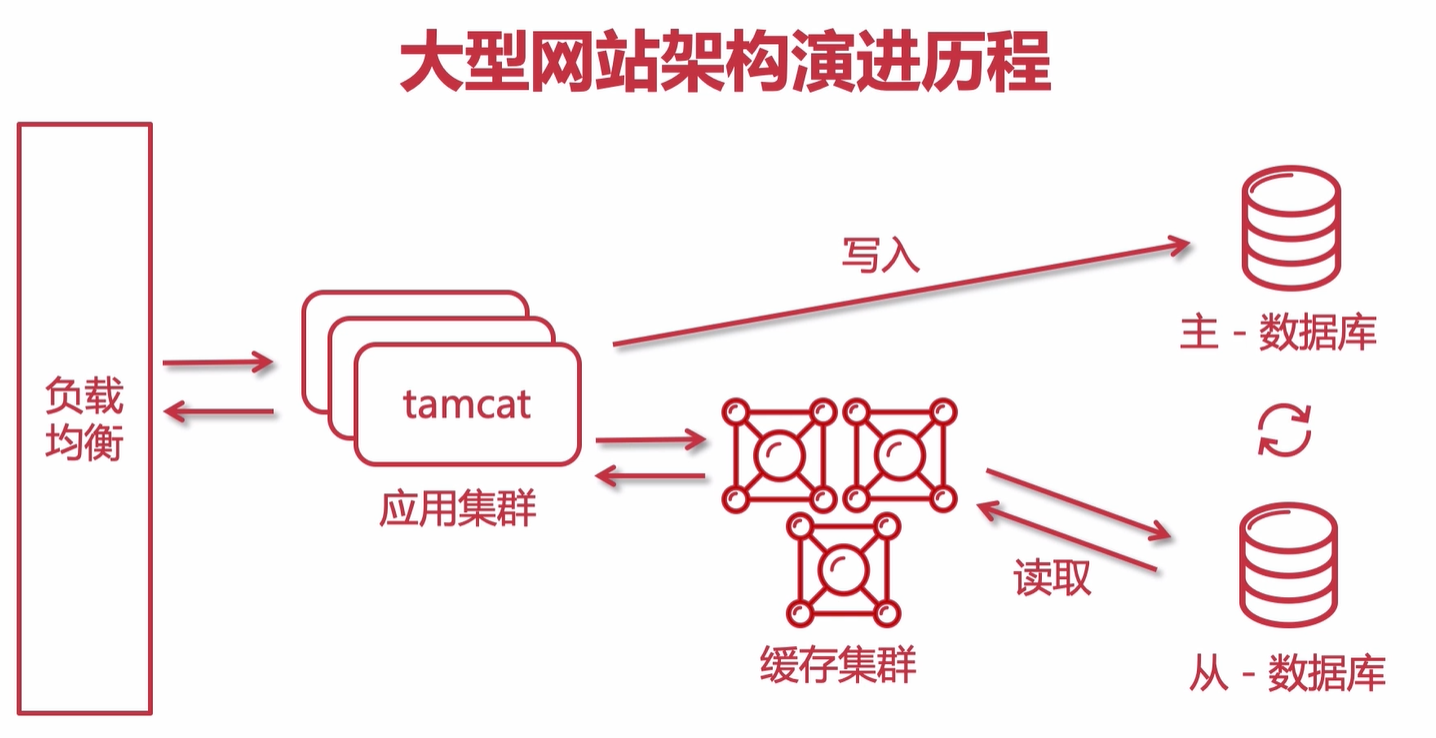 大型网站架构演进历程
负载
均衡
tamcat
应用集群
写入
缓存集群
读取
主 - 数据库
从 - 数据库